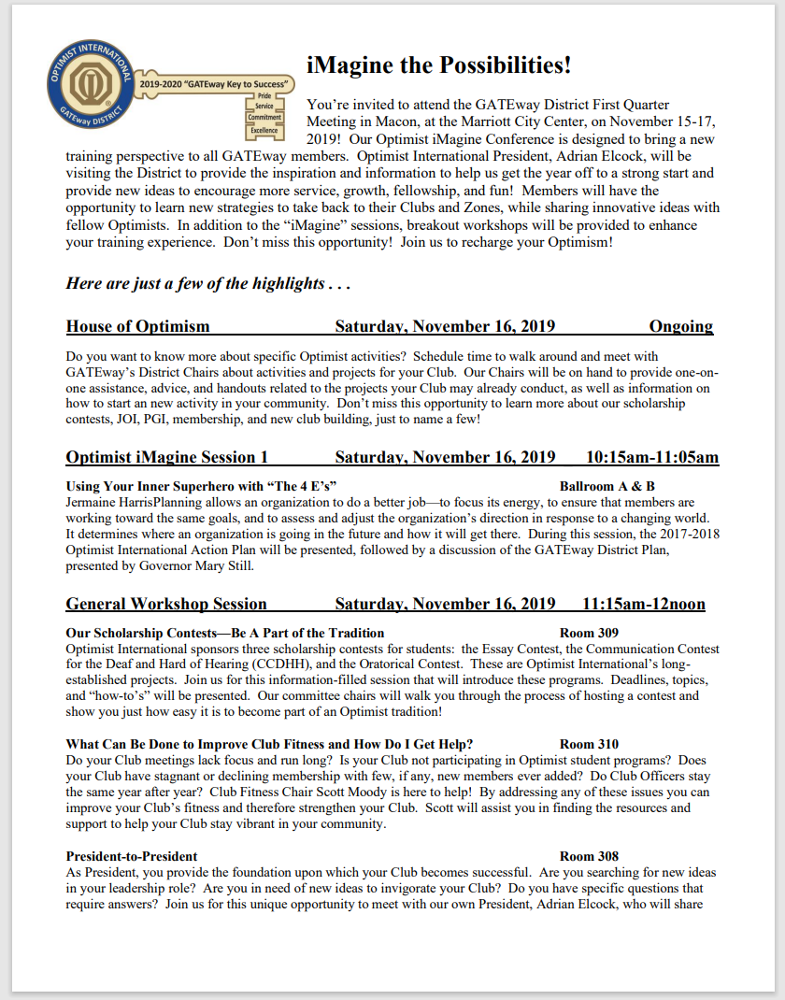 OPTIMIST INTERNATIONAL
GATEway DISTRICT
2019-2020 “GATEway Key to Success”
Pride
Service
Commitment
Excellence
iMagine the Possibilities!
You’re invited to attend the GATEway District First Quarter
Meeting in Macon, at the Marriott City Center, on November 15-17,
2019!  Our Optimist iMagine Conference is designed to bring a new
training perspective to all GATEway members.  Optimist International President, Adrian Elcock, will be
visiting the District to provide the inspiration and information to help us get the year off to a strong start and
provide new ideas to encourage more service, growth, fellowship, and fun!  Members will have the
opportunity to learn new strategies to take back to their Clubs and Zones, while sharing innovative ideas with
fellow Optimists.  In addition to the “iMagine” sessions, breakout workshops will be provided to enhance
your training experience.  Don’t miss this opportunity!  Join us to recharge your Optimism!
Here are just a few of the highlights . . .
House of Optimism Saturday, November 16, 2019 Ongoing
Do you want to know more about specific Optimist activities?  Schedule time to walk around and meet with
GATEway’s District Chairs about activities and projects for your Club.  Our Chairs will be on hand to provide one-on-
one assistance, advice, and handouts related to the projects your Club may already conduct, as well as information on
how to start an new activity in your community.  Don’t miss this opportunity to learn more about our scholarship
contests, JOI, PGI, membership, and new club building, just to name a few!
Optimist iMagine Session 1 Saturday, November 16, 2019 10:15am-11:05am
Using Your Inner Superhero with “The 4 E’s” Ballroom A & B
Jermaine HarrisPlanning allows an organization to do a better job—to focus its energy, to ensure that members are
working toward the same goals, and to assess and adjust the organization’s direction in response to a changing world.
It determines where an organization is going in the future and how it will get there.  During this session, the 2017-2018
Optimist International Action Plan will be presented, followed by a discussion of the GATEway District Plan,
presented by Governor Mary Still.
General Workshop Session Saturday, November 16, 2019 11:15am-12noon
Our Scholarship Contests—Be A Part of the Tradition Room 309
Optimist International sponsors three scholarship contests for students:  the Essay Contest, the Communication Contest
for the Deaf and Hard of Hearing (CCDHH), and the Oratorical Contest.  These are Optimist International’s long-
established projects.  Join us for this information-filled session that will introduce these programs.  Deadlines, topics,
and “how-to’s” will be presented.  Our committee chairs will walk you through the process of hosting a contest and
show you just how easy it is to become part of an Optimist tradition!
What Can Be Done to Improve Club Fitness and How Do I Get Help? Room 310
Do your Club meetings lack focus and run long?  Is your Club not participating in Optimist student programs?  Does
your Club have stagnant or declining membership with few, if any, new members ever added?  Do Club Officers stay
the same year after year?  Club Fitness Chair Scott Moody is here to help!  By addressing any of these issues you can
improve your Club’s fitness and therefore strengthen your Club.  Scott will assist you in finding the resources and
support to help your Club stay vibrant in your community.
President-to-President Room 308
As President, you provide the foundation upon which your Club becomes successful.  Are you searching for new ideas
in your leadership role?  Are you in need of new ideas to invigorate your Club?  Do you have specific questions that
require answers?  Join us for this unique opportunity to meet with our own President, Adrian Elcock, who will share